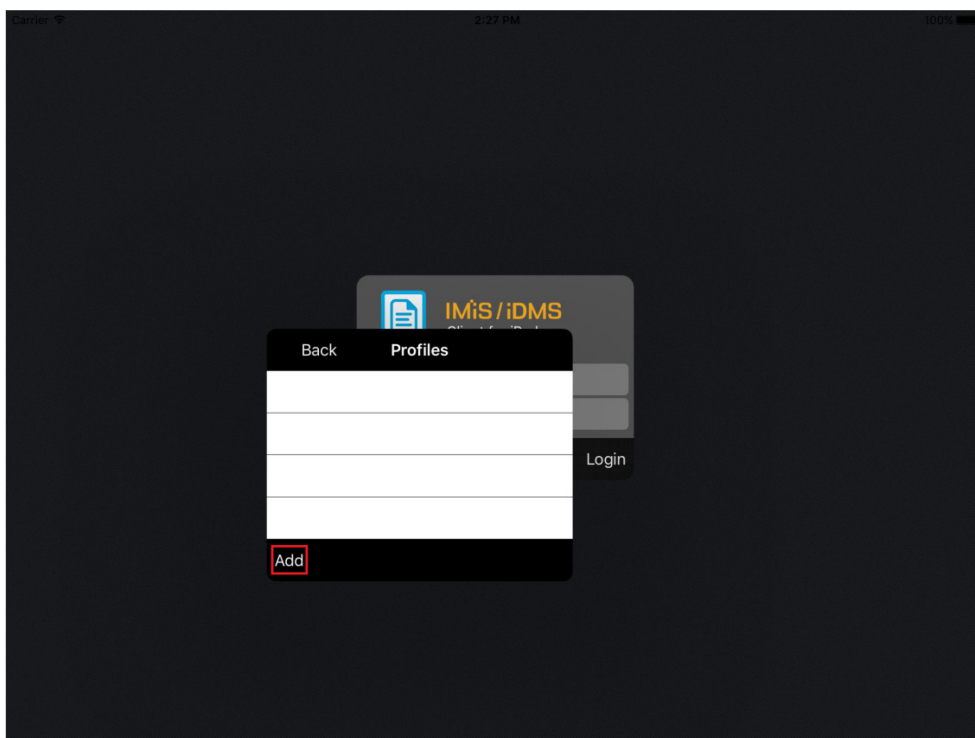 Carrier 2:27 PM 100%
IMiS / iDMS
Back Profiles
Login
Add